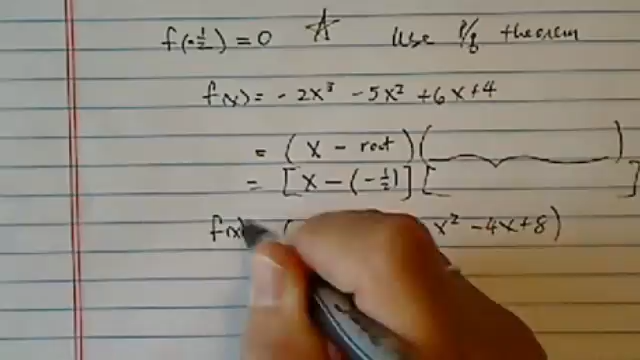 f(-1/2) = 0 ☆ Use P/q theorem
f(x) = - 2x³ - 5x² + 6x + 4
= (x - root)( )
= [x - (-1/2)] [ ]
f(x) ( x² - 4x + 8)